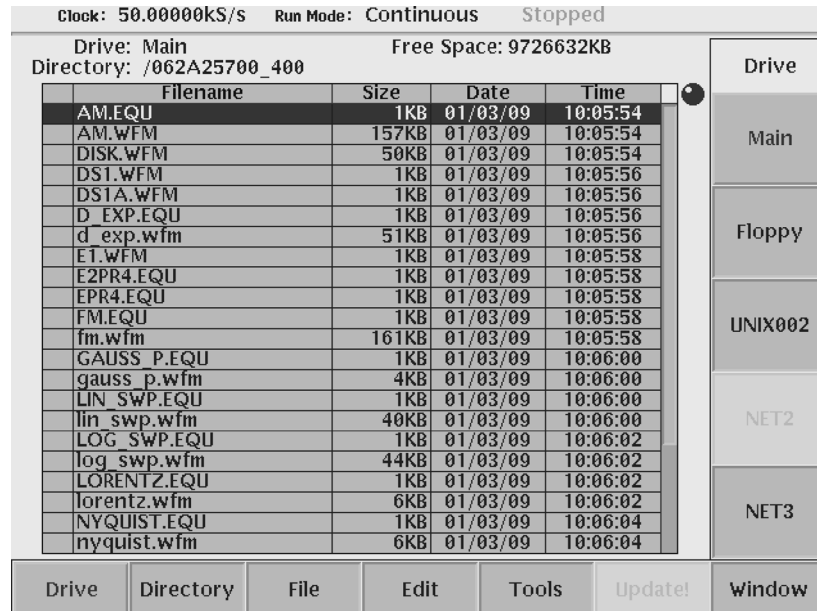 Clock: 50.00000kS/s Run Mode: Continuous Stopped
Drive: Main Free Space: 9726632KB
Directory: /062A25700_400
Filename Size Date Time
AM.EQU 1KB 01/03/09 10:05:54
AM.WFM 157KB 01/03/09 10:05:54
DISK.WFM 50KB 01/03/09 10:05:54
DS1.WFM 1KB 01/03/09 10:05:56
DS1A.WFM 1KB 01/03/09 10:05:56
D_EXP.EQU 1KB 01/03/09 10:05:56
d_exp.wfm 51KB 01/03/09 10:05:56
E1.WFM 1KB 01/03/09 10:05:58
E2PR4.EQU 1KB 01/03/09 10:05:58
EPR4.EQU 1KB 01/03/09 10:05:58
FM.EQU 1KB 01/03/09 10:05:58
fm.wfm 161KB 01/03/09 10:05:58
GAUSS_P.EQU 1KB 01/03/09 10:06:00
gauss_p.wfm 4KB 01/03/09 10:06:00
LIN_SWP.EQU 1KB 01/03/09 10:06:00
lin_swp.wfm 40KB 01/03/09 10:06:00
LOG_SWP.EQU 1KB 01/03/09 10:06:02
log_swp.wfm 44KB 01/03/09 10:06:02
LORENTZ.EQU 1KB 01/03/09 10:06:02
lorentz.wfm 6KB 01/03/09 10:06:02
NYQUIST.EQU 1KB 01/03/09 10:06:04
nyquist.wfm 6KB 01/03/09 10:06:04
Drive
Main
Floppy
UNIX002
NET2
NET3
Drive Directory File Edit Tools Update! Window